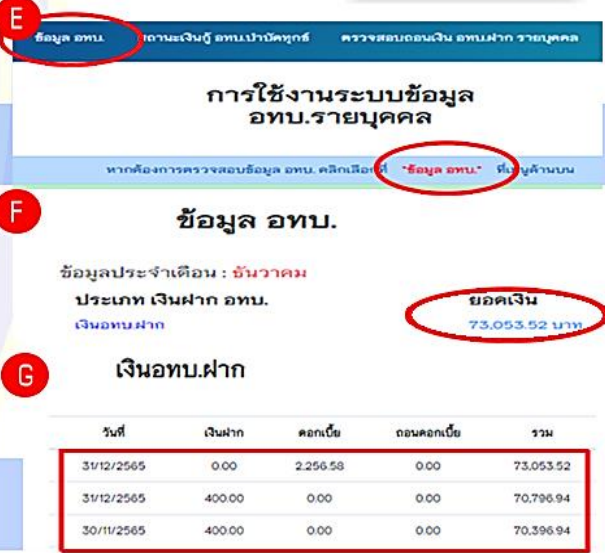 E
ข้อมูล อทบ. สถานะเงินกู้ อทบ.บำบัดทุกข์ ตรวจสอบถอนเงิน อทบ.ฝาก รายบุคคล
การใช้งานระบบข้อมูล
อทบ.รายบุคคล
หากต้องการตรวจสอบข้อมูล อทบ. คลิกเลือกที่ "ข้อมูล อทบ." ที่เมนูด้านบน
F
ข้อมูล อทบ.
ข้อมูลประจำเดือน : ธันวาคม
ประเภท เงินฝาก อทบ. ยอดเงิน
เงินอทบ.ฝาก 73,053.52 บาท
G
เงินอทบ.ฝาก
วันที่ เงินฝาก ดอกเบี้ย ถอนดอกเบี้ย รวม
31/12/2565 0.00 2,256.58 0.00 73,053.52
31/12/2565 400.00 0.00 0.00 70,796.94
30/11/2565 400.00 0.00 0.00 70,396.94